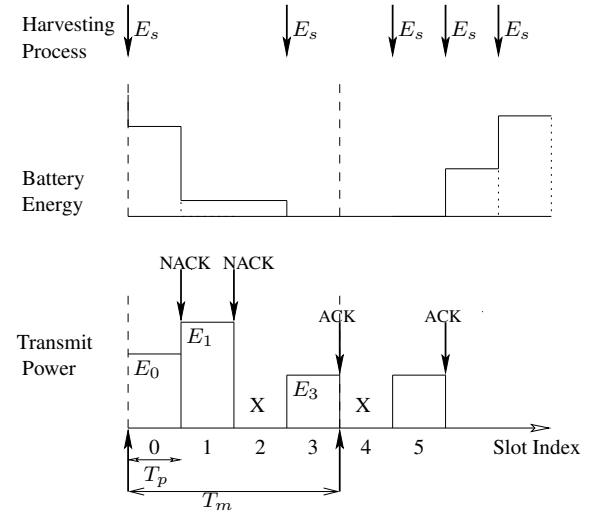 Harvesting
Process
E_s E_s E_s E_s E_s
Battery
Energy
NACK NACK
ACK ACK
Transmit
Power
E_0 E_1 E_3
X X
0 1 2 3 4 5 Slot Index
T_p
T_m